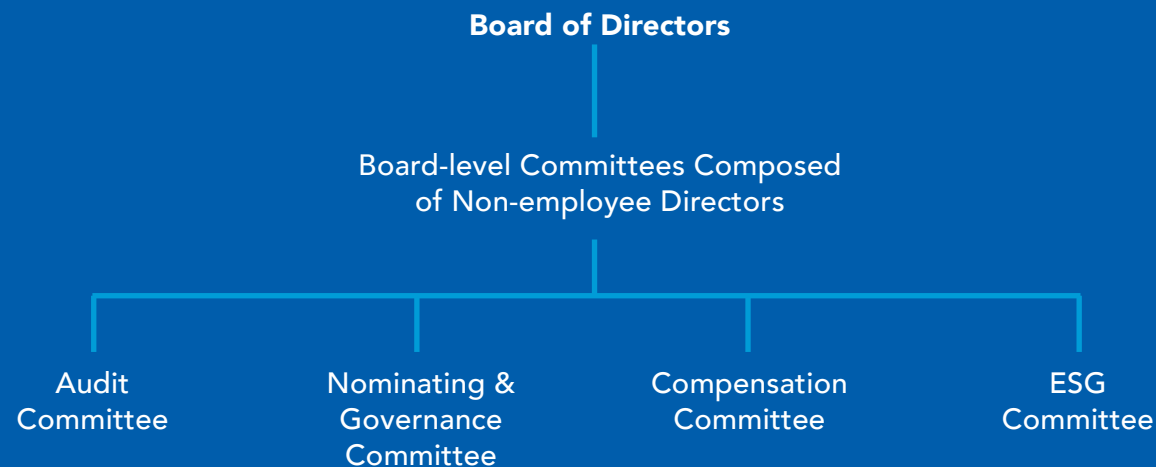 Board of Directors
Board-level Committees Composed
of Non-employee Directors
Audit
Committee
Nominating &
Governance
Committee
Compensation
Committee
ESG
Committee